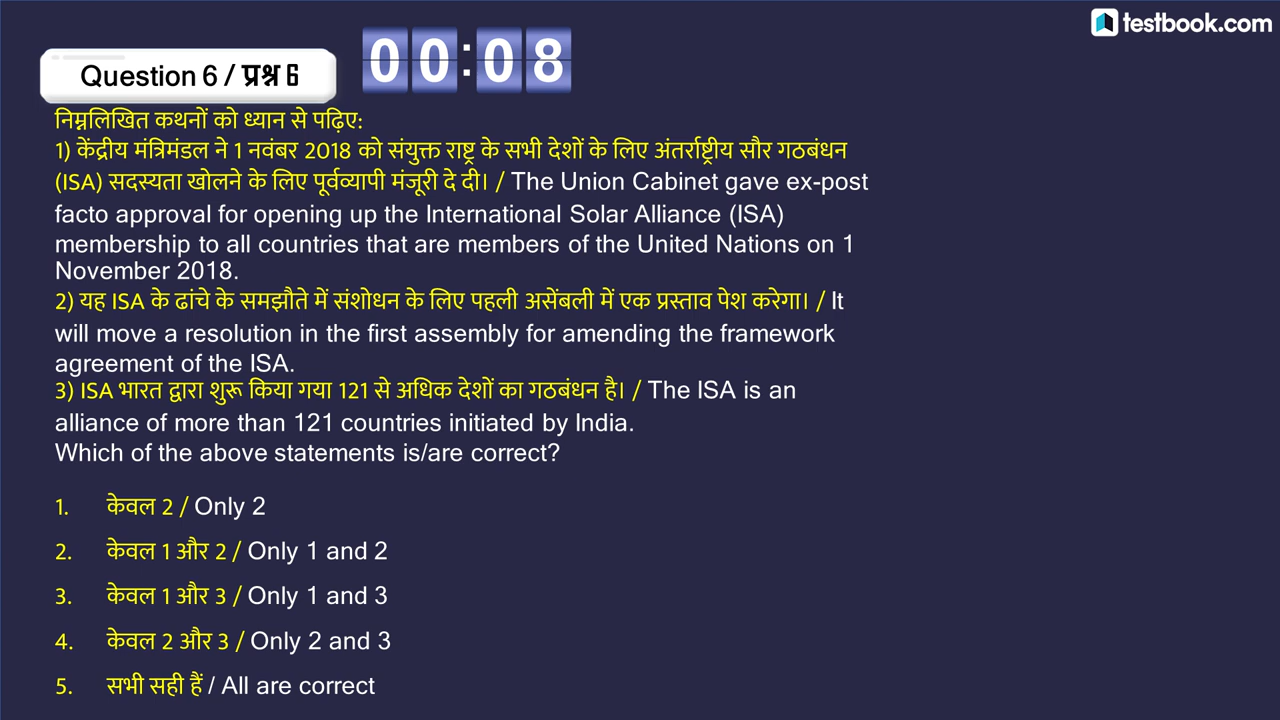 testbook.com
Question 6 / प्रश्न 6
00:08
निम्नलिखित कथनों को ध्यान से पढ़िए:
1) केंद्रीय मंत्रिमंडल ने 1 नवंबर 2018 को संयुक्त राष्ट्र के सभी देशों के लिए अंतर्राष्ट्रीय सौर गठबंधन
(ISA) सदस्यता खोलने के लिए पूर्वव्यापी मंजूरी दे दी। / The Union Cabinet gave ex-post
facto approval for opening up the International Solar Alliance (ISA)
membership to all countries that are members of the United Nations on 1
November 2018.
2) यह ISA के ढांचे के समझौते में संशोधन के लिए पहली असेंबली में एक प्रस्ताव पेश करेगा। / It
will move a resolution in the first assembly for amending the framework
agreement of the ISA.
3) ISA भारत द्वारा शुरू किया गया 121 से अधिक देशों का गठबंधन है। / The ISA is an
alliance of more than 121 countries initiated by India.
Which of the above statements is/are correct?
1. केवल 2 / Only 2
2. केवल 1 और 2 / Only 1 and 2
3. केवल 1 और 3 / Only 1 and 3
4. केवल 2 और 3 / Only 2 and 3
5. सभी सही हैं / All are correct